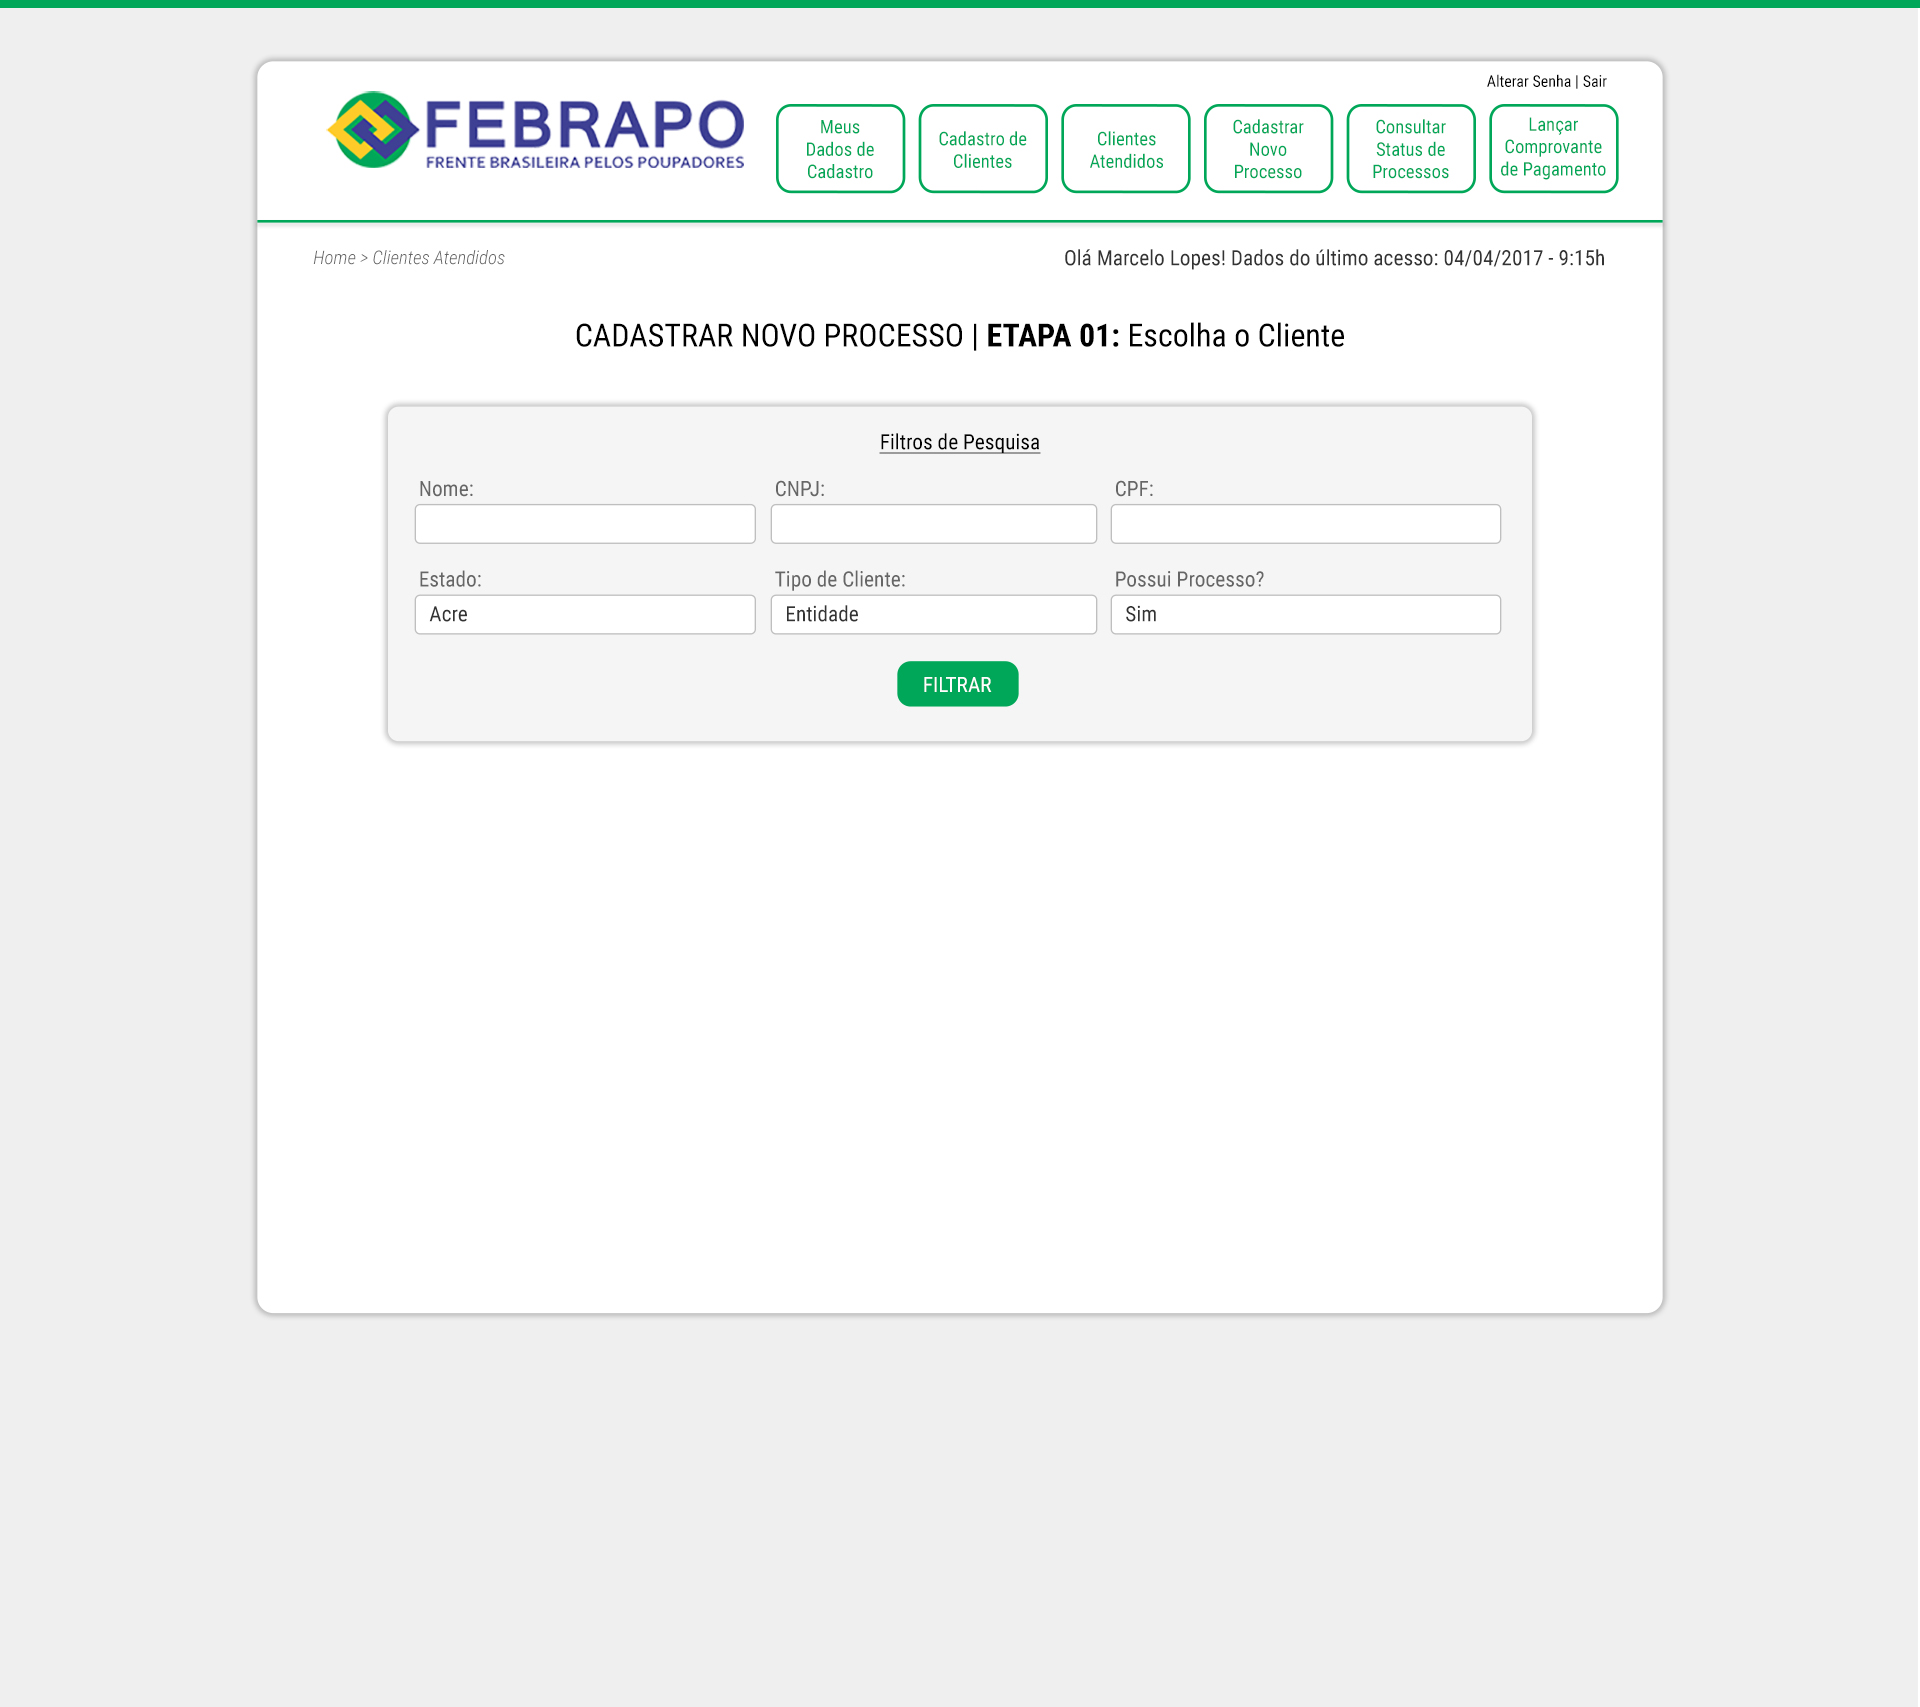 Alterar Senha | Sair
FEBRAPO
FRENTE BRASILEIRA PELOS POUPADORES
Meus
Dados de
Cadastro
Cadastro de
Clientes
Clientes
Atendidos
Cadastrar
Novo
Processo
Consultar
Status de
Processos
Lançar
Comprovante
de Pagamento
Home > Clientes Atendidos
Olá Marcelo Lopes! Dados do último acesso: 04/04/2017 - 9:15h
CADASTRAR NOVO PROCESSO | ETAPA 01: Escolha o Cliente
Filtros de Pesquisa
Nome:
CNPJ:
CPF:
Estado:
Tipo de Cliente:
Possui Processo?
Acre
Entidade
Sim
FILTRAR